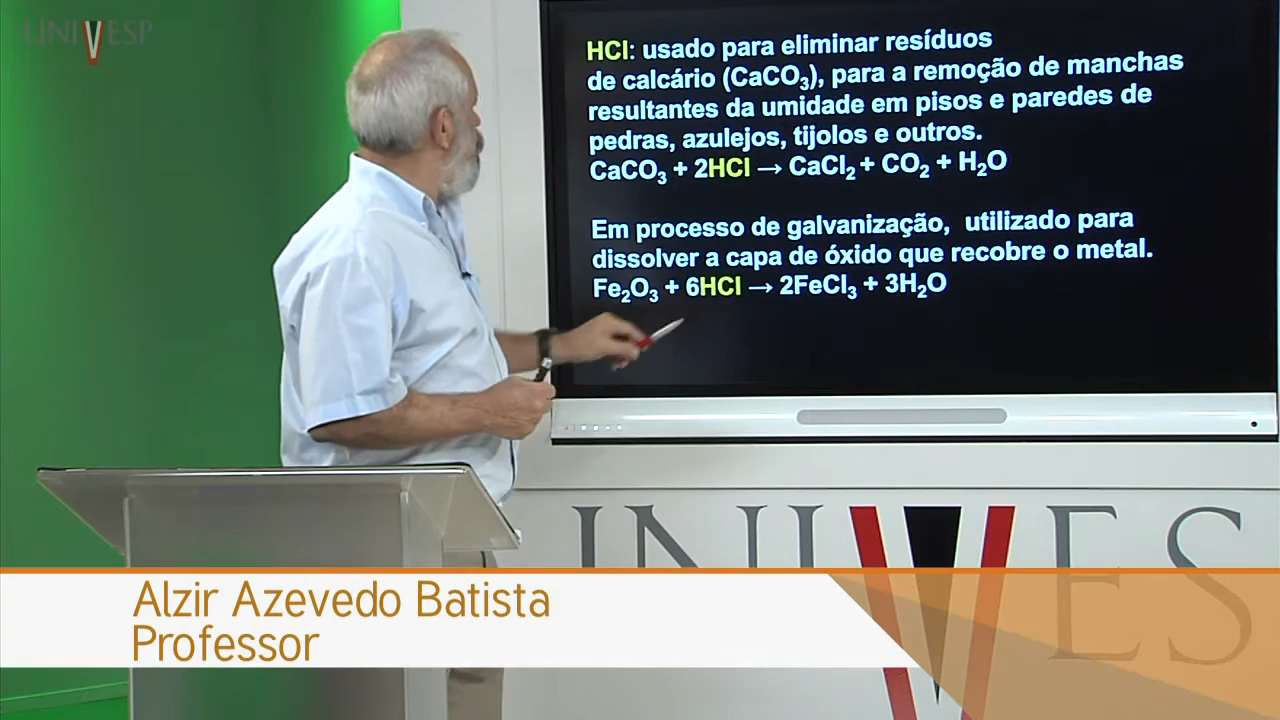 UNIVESP
HCl: usado para eliminar resíduos
de calcário (CaCO₃), para a remoção de manchas
resultantes da umidade em pisos e paredes de
pedras, azulejos, tijolos e outros.
CaCO₃ + 2HCl → CaCl₂ + CO₂ + H₂O
Em processo de galvanização, utilizado para
dissolver a capa de óxido que recobre o metal.
Fe₂O₃ + 6HCl → 2FeCl₃ + 3H₂O
UNIVES
Alzir Azevedo Batista
Professor